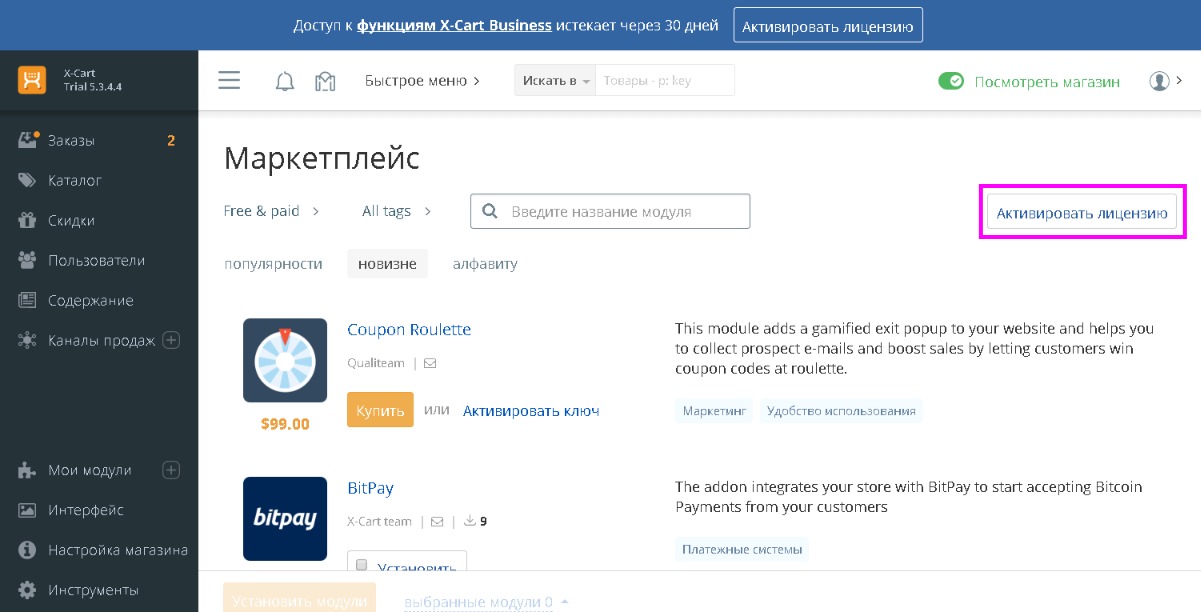 Доступ к функциям X-Cart Business истекает через 30 дней Активировать лицензию
X-Cart
Trial 5.3.4.4
Быстрое меню
Искать в
Товары - p: key
Посмотреть магазин
Заказы 2
Каталог
Скидки
Пользователи
Содержание
Каналы продаж
Мои модули
Интерфейс
Настройка магазина
Инструменты
Маркетплейс
Free & paid
All tags
Введите название модуля
Активировать лицензию
популярности новизне алфавиту
Coupon Roulette
Qualiteam
$99.00
Купить или Активировать ключ
This module adds a gamified exit popup to your website and helps you
to collect prospect e-mails and boost sales by letting customers win
coupon codes at roulette.
Маркетинг Удобство использования
bitpay
BitPay
X-Cart team | 9
Установить
The addon integrates your store with BitPay to start accepting Bitcoin
Payments from your customers
Платежные системы
Установить модули выбранные модули 0